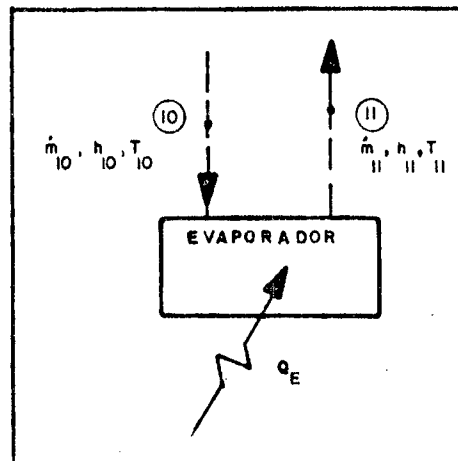 10
11
ṁ10, h10, T10
ṁ11, h11, T11
EVAPORADOR
QE